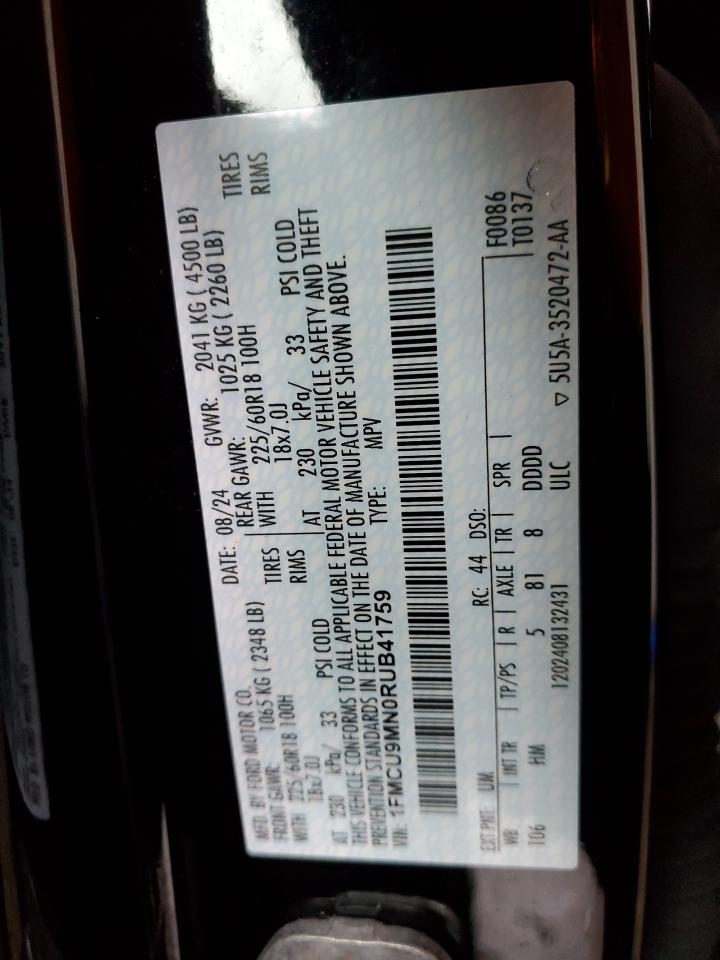 MFD. BY FORD MOTOR CO.
DATE: 08/24 GVWR: 2041 KG ( 4500 LB)
FRONT GAWR: 1065 KG ( 2348 LB) REAR GAWR: 1025 KG ( 2260 LB)
WITH 225/60R18 100H TIRES WITH 225/60R18 100H TIRES
18x7.0J RIMS 18x7.0J RIMS
AT 230 kPa/ 33 PSI COLD AT 230 kPa/ 33 PSI COLD
THIS VEHICLE CONFORMS TO ALL APPLICABLE FEDERAL MOTOR VEHICLE SAFETY AND THEFT
PREVENTION STANDARDS IN EFFECT ON THE DATE OF MANUFACTURE SHOWN ABOVE.
VIN: 1FMCU9MN0RUB41759 TYPE: MPV
EXT PNT: UM RC: 44 DSO: F0086
WB INT TR TP/PS R AXLE TR SPR T0137
106 HM 5 81 8 DDDD
1202408132431 ULC ▽ 5U5A-3520472-AA